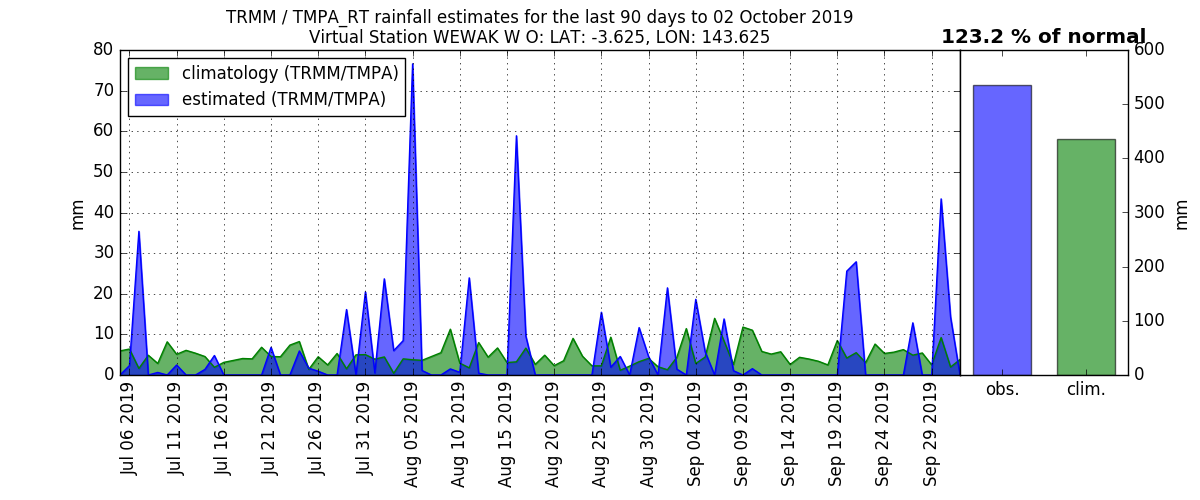 TRMM / TMPA_RT rainfall estimates for the last 90 days to 02 October 2019
Virtual Station WEWAK W O: LAT: -3.625, LON: 143.625
123.2 % of normal
climatology (TRMM/TMPA)
estimated (TRMM/TMPA)
80
70
60
50
40
30
20
10
0
mm
Jul 06 2019
Jul 11 2019
Jul 16 2019
Jul 21 2019
Jul 26 2019
Jul 31 2019
Aug 05 2019
Aug 10 2019
Aug 15 2019
Aug 20 2019
Aug 25 2019
Aug 30 2019
Sep 04 2019
Sep 09 2019
Sep 14 2019
Sep 19 2019
Sep 24 2019
Sep 29 2019
600
500
400
300
200
100
0
mm
obs.
clim.